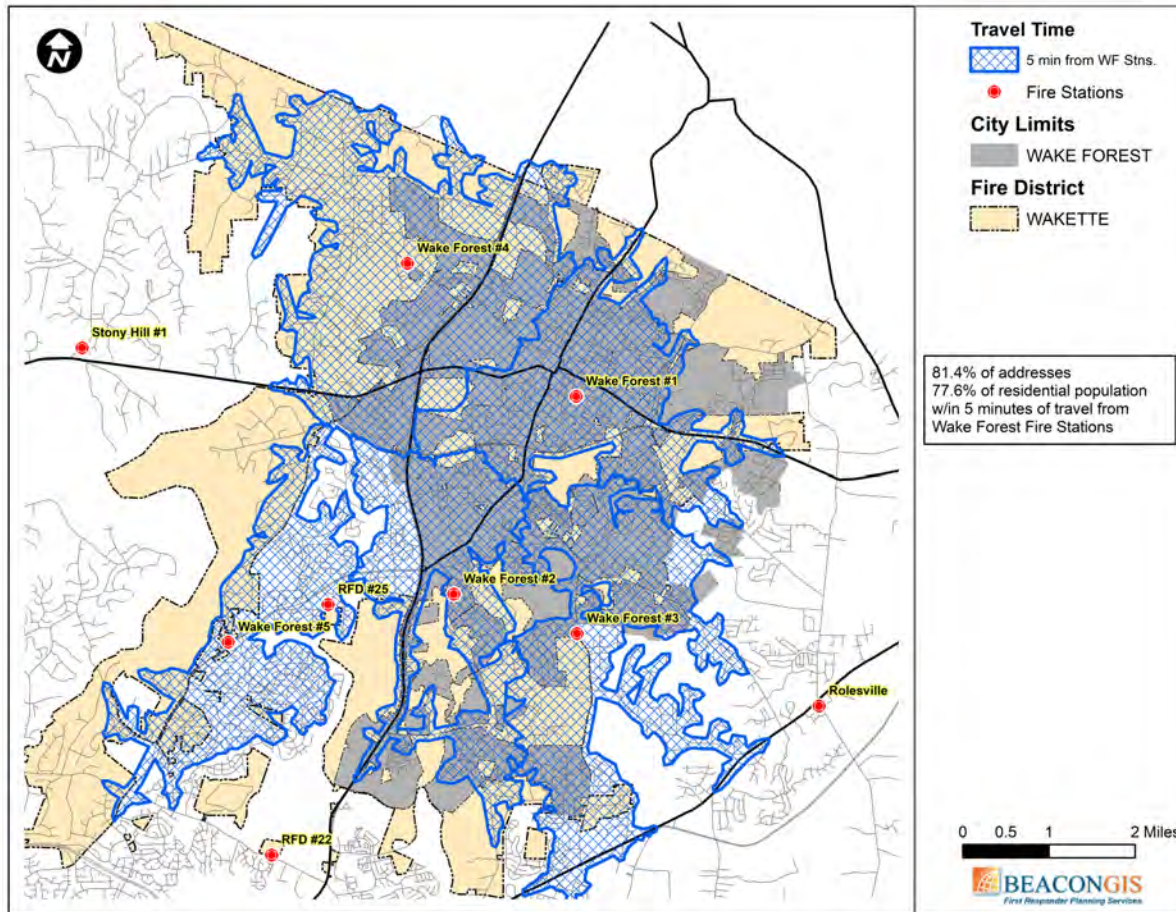 N
Wake Forest #4
Stony Hill #1
Wake Forest #1
Wake Forest #2
RFD #25
Wake Forest #5
Wake Forest #3
Rolesville
RFD #22
Travel Time
5 min from WF Stns.
Fire Stations
City Limits
WAKE FOREST
Fire District
WAKETTE
81.4% of addresses
77.6% of residential population
w/in 5 minutes of travel from
Wake Forest Fire Stations
0 0.5 1 2 Miles
BEACONGIS
First Responder Planning Services